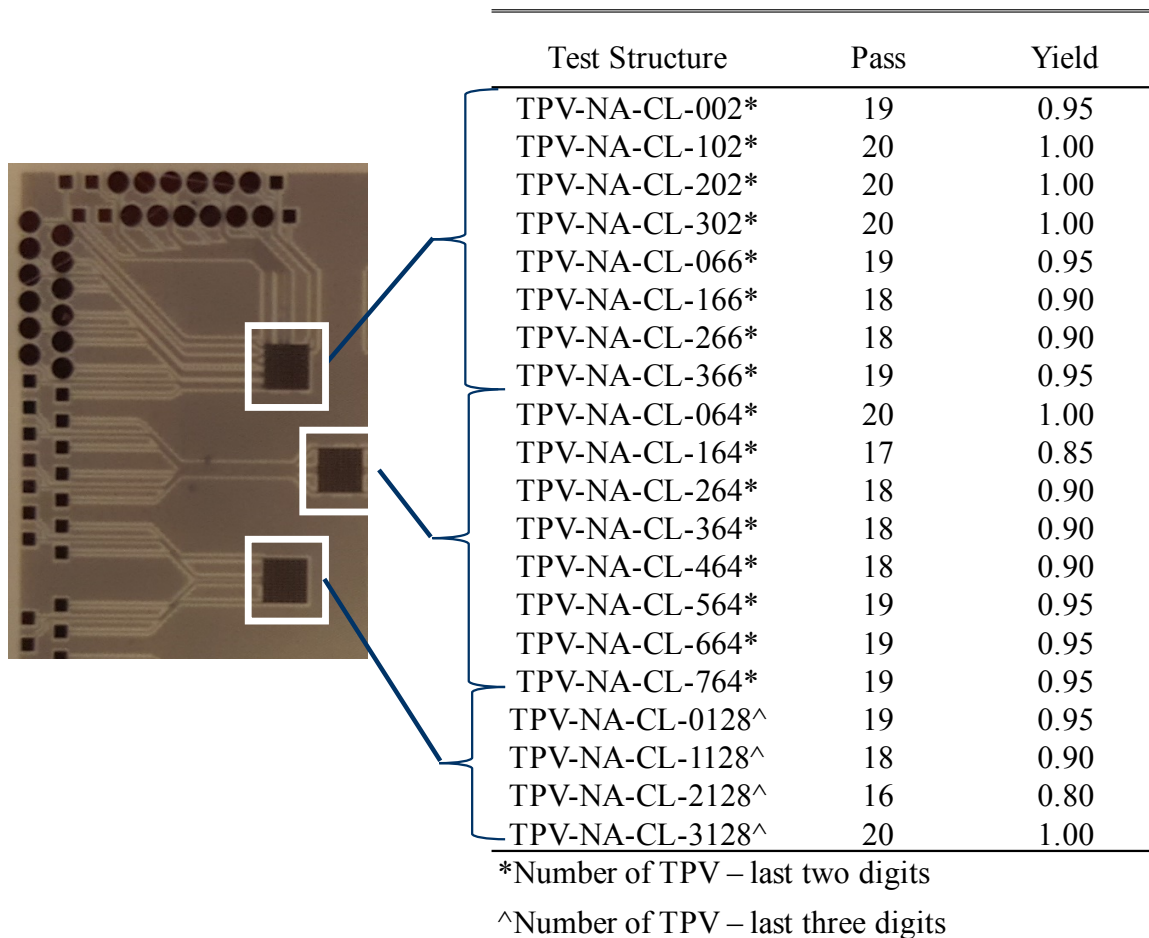 Test Structure Pass Yield
TPV-NA-CL-002* 19 0.95
TPV-NA-CL-102* 20 1.00
TPV-NA-CL-202* 20 1.00
TPV-NA-CL-302* 20 1.00
TPV-NA-CL-066* 19 0.95
TPV-NA-CL-166* 18 0.90
TPV-NA-CL-266* 18 0.90
TPV-NA-CL-366* 19 0.95
TPV-NA-CL-064* 20 1.00
TPV-NA-CL-164* 17 0.85
TPV-NA-CL-264* 18 0.90
TPV-NA-CL-364* 18 0.90
TPV-NA-CL-464* 18 0.90
TPV-NA-CL-564* 19 0.95
TPV-NA-CL-664* 19 0.95
TPV-NA-CL-764* 19 0.95
TPV-NA-CL-0128^ 19 0.95
TPV-NA-CL-1128^ 18 0.90
TPV-NA-CL-2128^ 16 0.80
TPV-NA-CL-3128^ 20 1.00
*Number of TPV – last two digits
^Number of TPV – last three digits